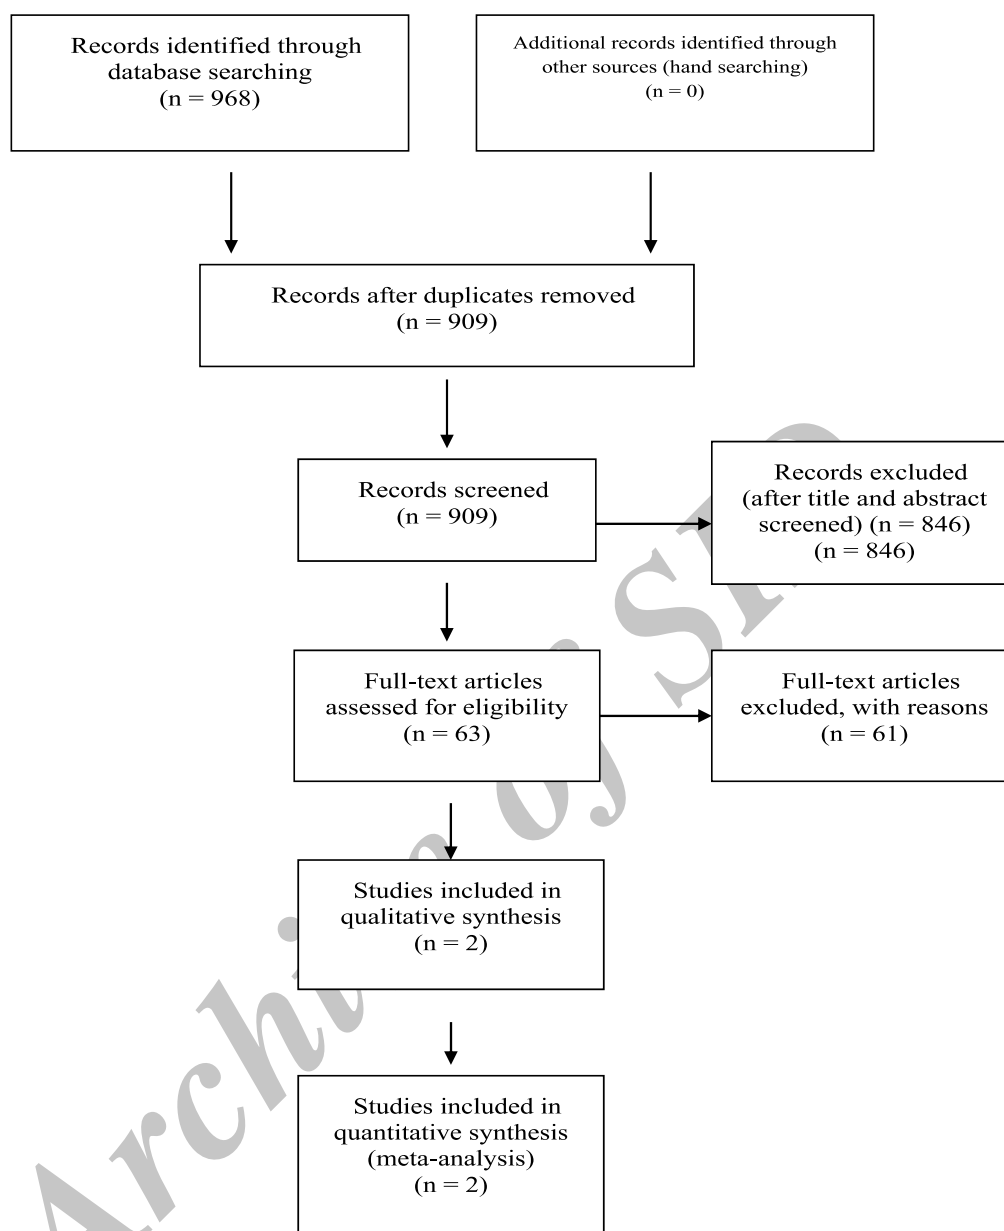 Records identified through
database searching
(n = 968)
Additional records identified through
other sources (hand searching)
(n = 0)
Records after duplicates removed
(n = 909)
Records screened
(n = 909)
Records excluded
(after title and abstract
screened) (n = 846)
(n = 846)
Full-text articles
assessed for eligibility
(n = 63)
Full-text articles
excluded, with reasons
(n = 61)
Studies included in
qualitative synthesis
(n = 2)
Studies included in
quantitative synthesis
(meta-analysis)
(n = 2)
Archive of SID